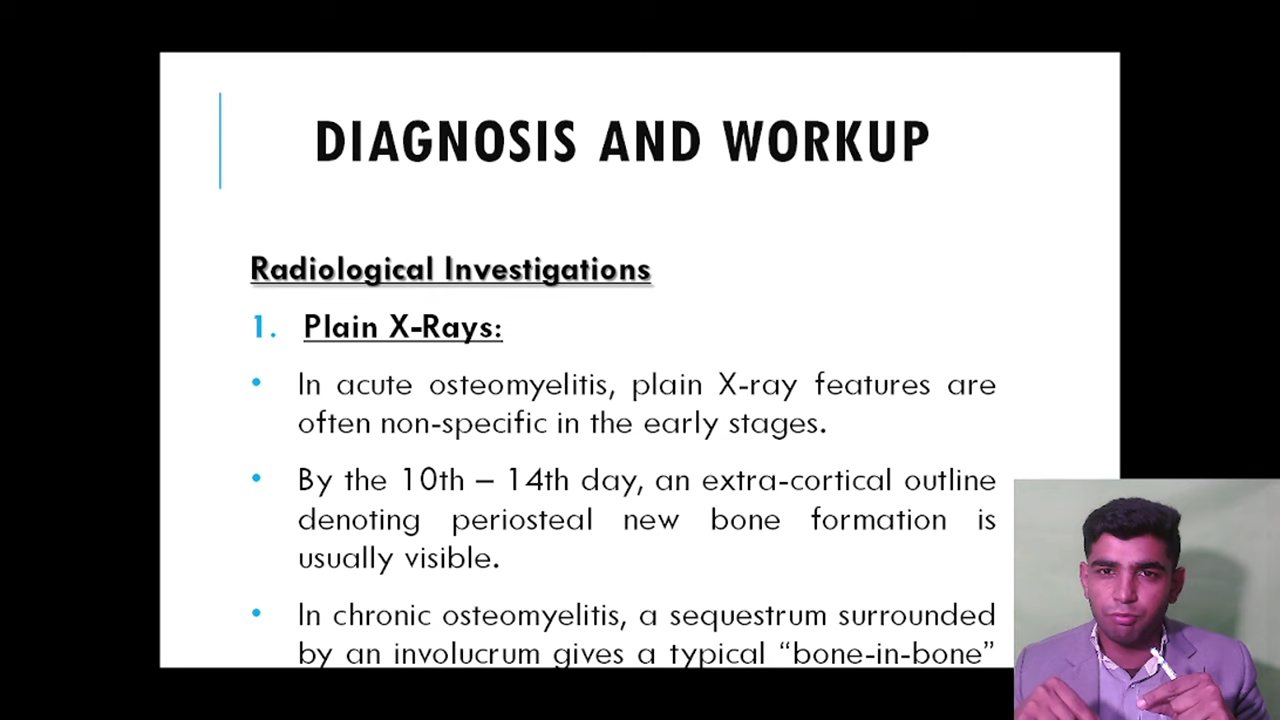 DIAGNOSIS AND WORKUP
Radiological Investigations
1. Plain X-Rays:
• In acute osteomyelitis, plain X-ray features are
often non-specific in the early stages.
• By the 10th – 14th day, an extra-cortical outline
denoting periosteal new bone formation is
usually visible.
• In chronic osteomyelitis, a sequestrum surrounded
by an involucrum gives a typical “bone-in-bone”